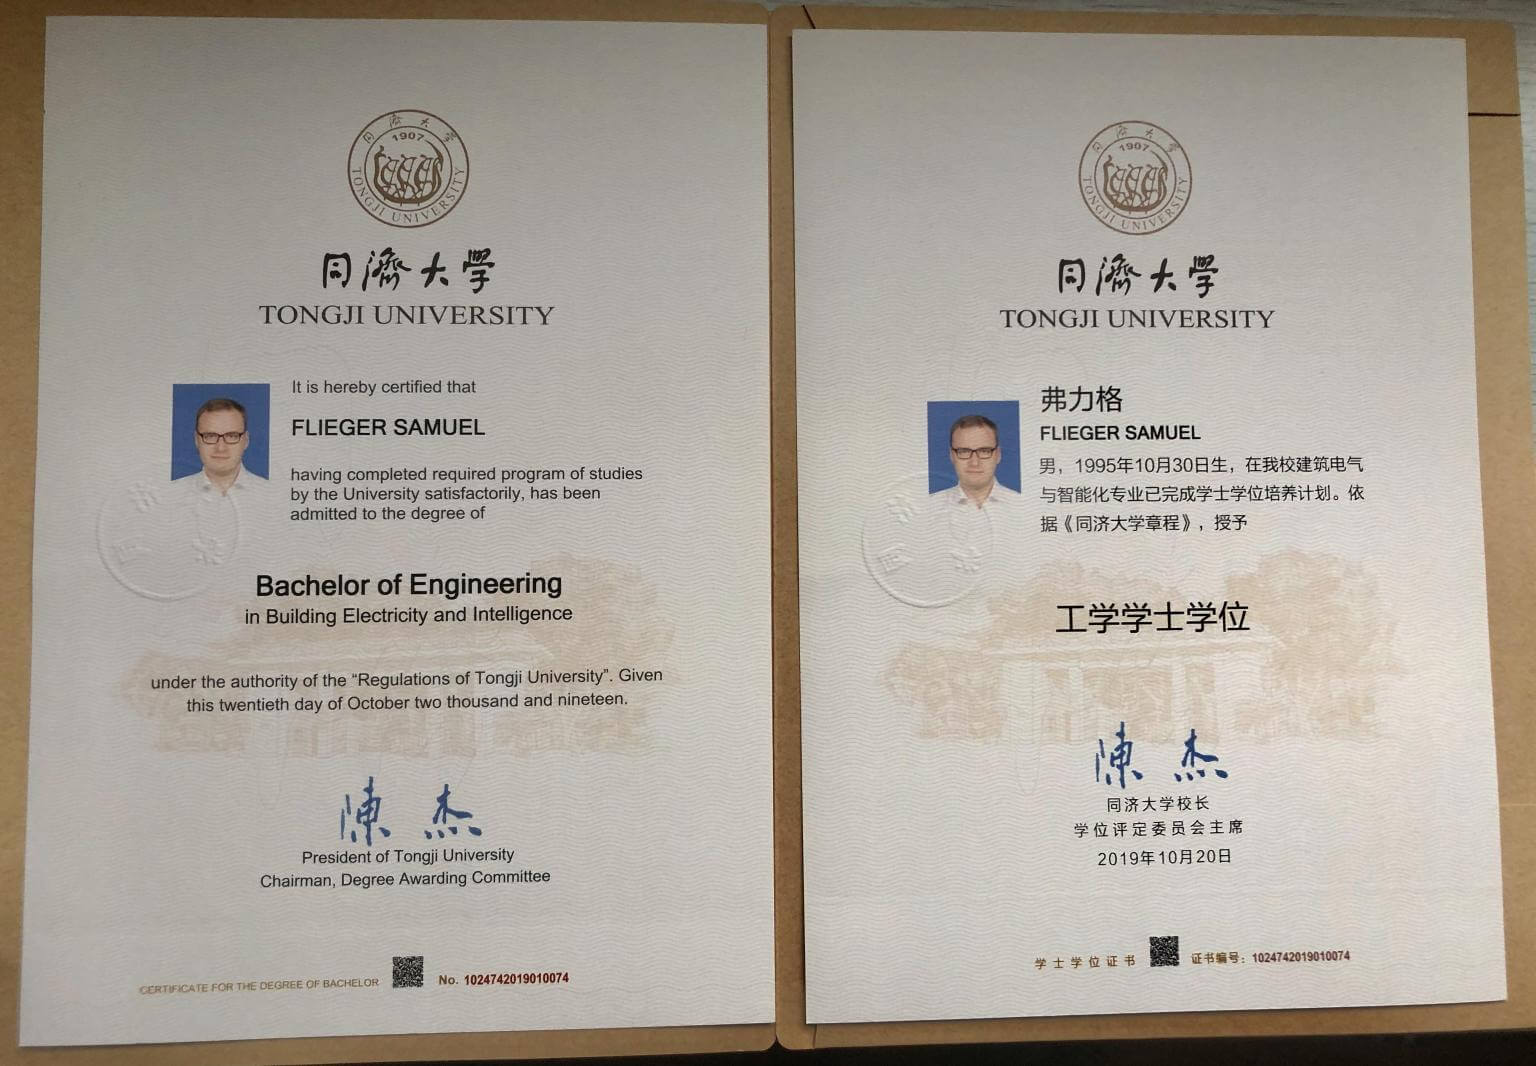 同濟大學
1907
TONGJI UNIVERSITY
同濟大學
TONGJI UNIVERSITY
It is hereby certified that
FLIEGER SAMUEL
having completed required program of studies
by the University satisfactorily, has been
admitted to the degree of
Bachelor of Engineering
in Building Electricity and Intelligence
under the authority of the “Regulations of Tongji University”. Given
this twentieth day of October two thousand and nineteen.
陳杰
President of Tongji University
Chairman, Degree Awarding Committee
CERTIFICATE FOR THE DEGREE OF BACHELOR
No. 1024742019010074
同濟大學
1907
TONGJI UNIVERSITY
同濟大學
TONGJI UNIVERSITY
弗力格
FLIEGER SAMUEL
男，1995年10月30日生，在我校建筑电气
与智能化专业已完成学士学位培养计划。依
据《同济大学章程》，授予
工学学士学位
陳杰
同济大学校长
学位评定委员会主席
2019年10月20日
学士学位证书
证书编号：1024742019010074